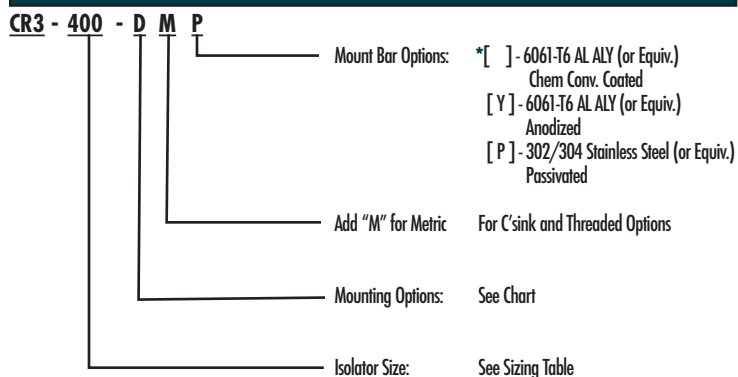 CR3 - 400 - D M P
Mount Bar Options: *[ ] - 6061-T6 AL ALY (or Equiv.)
Chem Conv. Coated
[ Y ] - 6061-T6 AL ALY (or Equiv.)
Anodized
[ P ] - 302/304 Stainless Steel (or Equiv.)
Passivated
Add "M" for Metric For C'sink and Threaded Options
Mounting Options: See Chart
Isolator Size: See Sizing Table